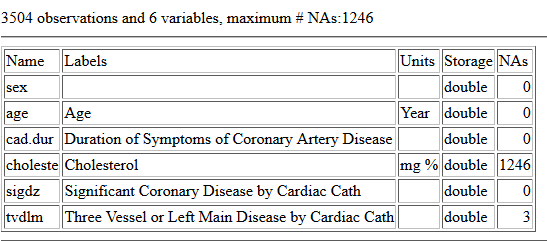 3504 observations and 6 variables, maximum # NAs:1246
Name Labels Units Storage NAs
sex double 0
age Age Year double 0
cad.dur Duration of Symptoms of Coronary Artery Disease double 0
choleste Cholesterol mg % double 1246
sigdz Significant Coronary Disease by Cardiac Cath double 0
tvdlm Three Vessel or Left Main Disease by Cardiac Cath double 3